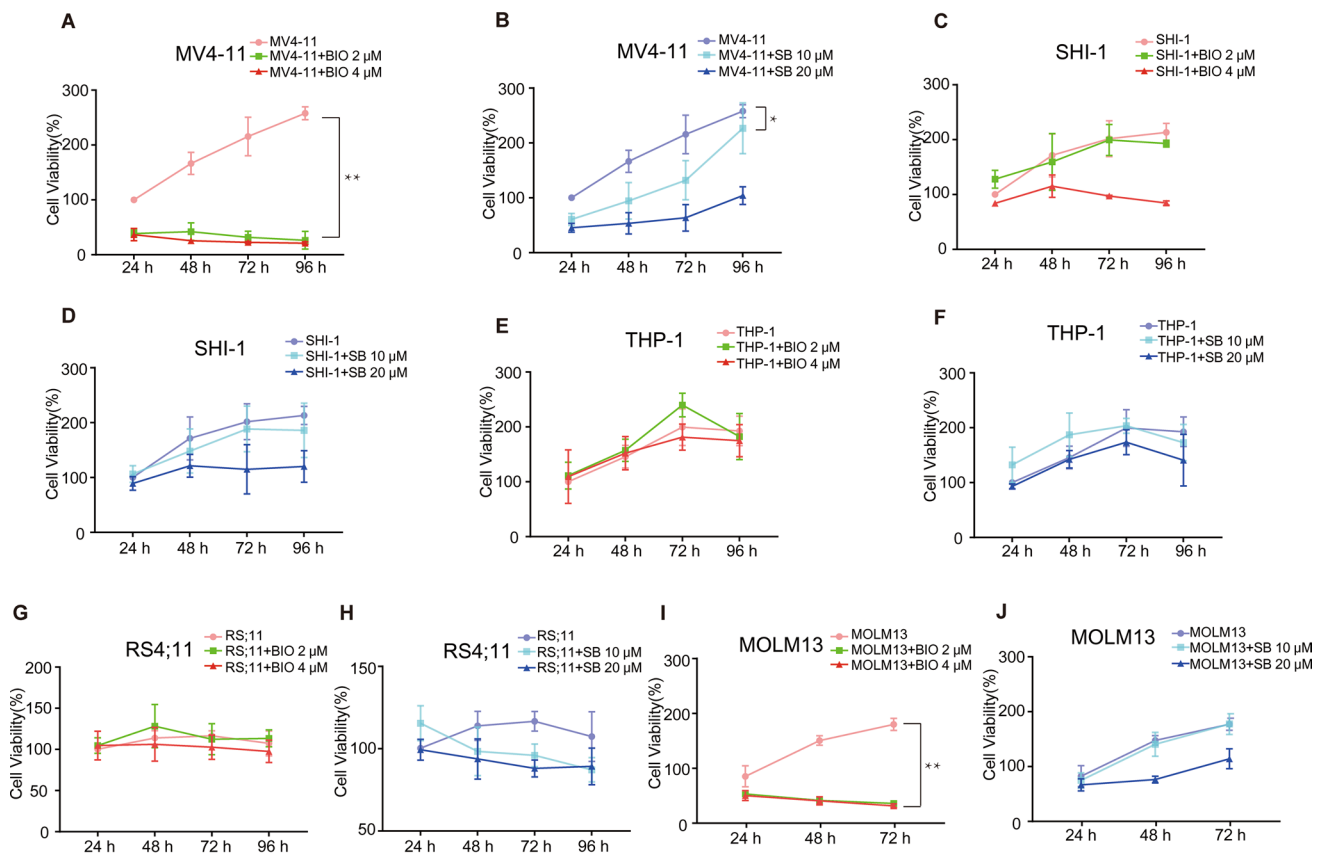 A
MV4-11
MV4-11
MV4-11+BIO 2 μM
MV4-11+BIO 4 μM
Cell Viability(%)
300
200
100
0
24 h 48 h 72 h 96 h
**
B
MV4-11
MV4-11
MV4-11+SB 10 μM
MV4-11+SB 20 μM
Cell Viability(%)
300
200
100
0
24 h 48 h 72 h 96 h
*
C
SHI-1
SHI-1
SHI-1+BIO 2 μM
SHI-1+BIO 4 μM
Cell Viability(%)
300
200
100
0
24 h 48 h 72 h 96 h
D
SHI-1
SHI-1
SHI-1+SB 10 μM
SHI-1+SB 20 μM
Cell Viability(%)
300
200
100
0
24 h 48 h 72 h 96 h
E
THP-1
THP-1
THP-1+BIO 2 μM
THP-1+BIO 4 μM
Cell Viability(%)
300
200
100
0
24 h 48 h 72 h 96 h
F
THP-1
THP-1
THP-1+SB 10 μM
THP-1+SB 20 μM
Cell Viability(%)
300
200
100
0
24 h 48 h 72 h 96 h
G
RS4;11
RS;11
RS;11+BIO 2 μM
RS;11+BIO 4 μM
Cell Viability(%)
200
150
100
50
0
24 h 48 h 72 h 96 h
H
RS4;11
RS;11
RS;11+SB 10 μM
RS;11+SB 20 μM
Cell Viability(%)
150
100
50
24 h 48 h 72 h 96 h
I
MOLM13
MOLM13
MOLM13+BIO 2 μM
MOLM13+BIO 4 μM
Cell Viability(%)
300
200
100
0
24 h 48 h 72 h
**
J
MOLM13
MOLM13
MOLM13+SB 10 μM
MOLM13+SB 20 μM
Cell Viability(%)
300
200
100
0
24 h 48 h 72 h